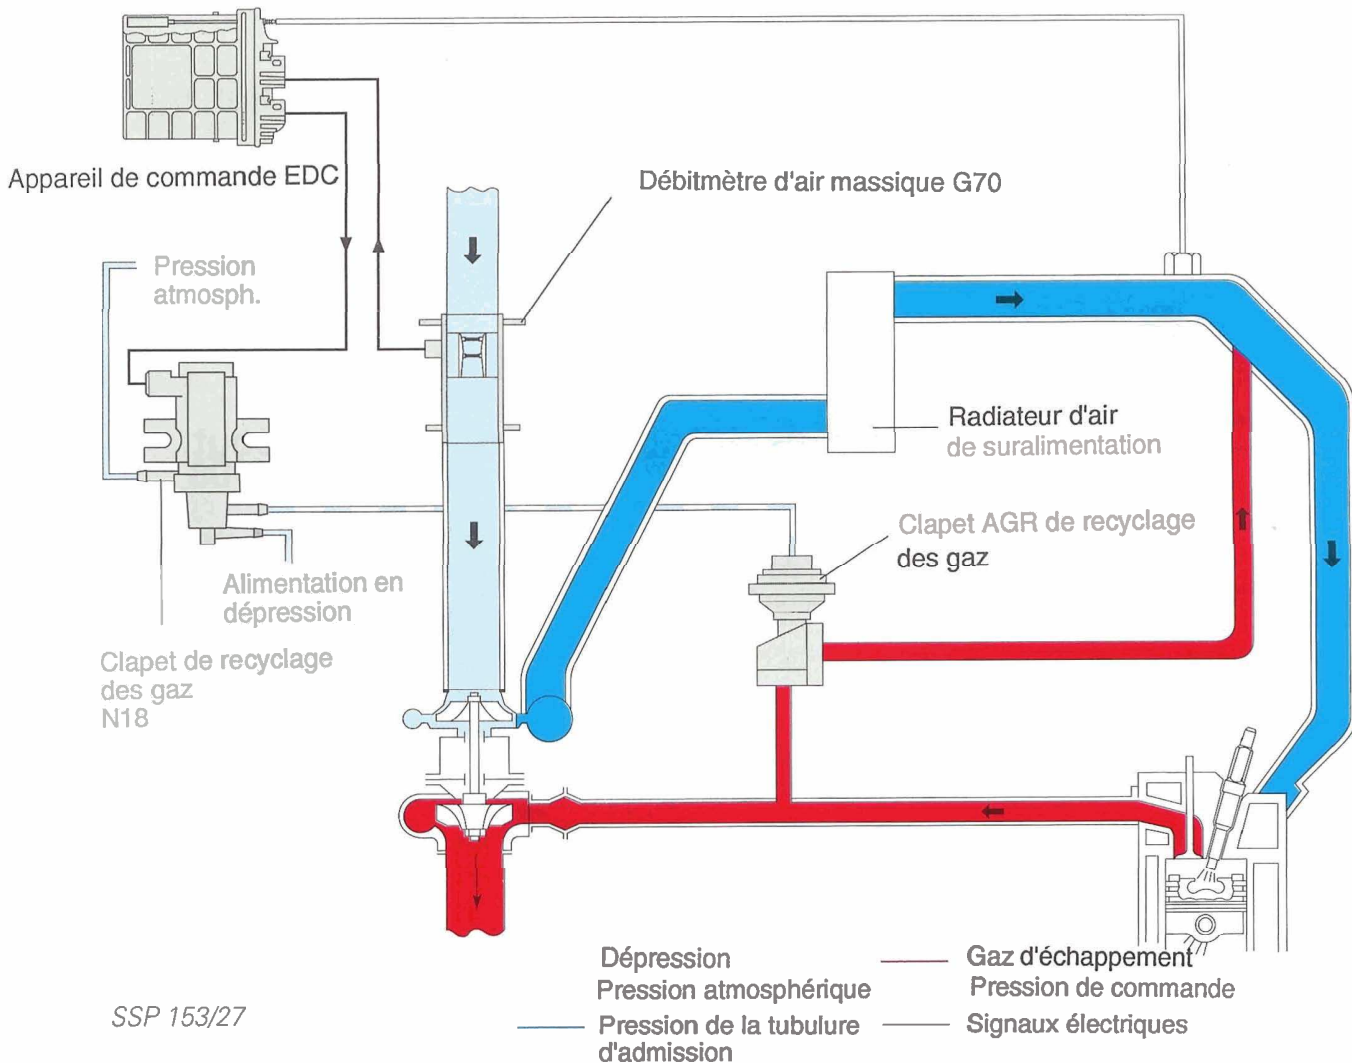 Appareil de commande EDC
Débitmètre d'air massique G70
Pression
atmosph.
Radiateur d'air
de suralimentation
Clapet AGR de recyclage
des gaz
Alimentation en
dépression
Clapet de recyclage
des gaz
N18
Dépression
Pression atmosphérique
Pression de la tubulure
d'admission
Gaz d'échappement
Pression de commande
Signaux électriques
SSP 153/27